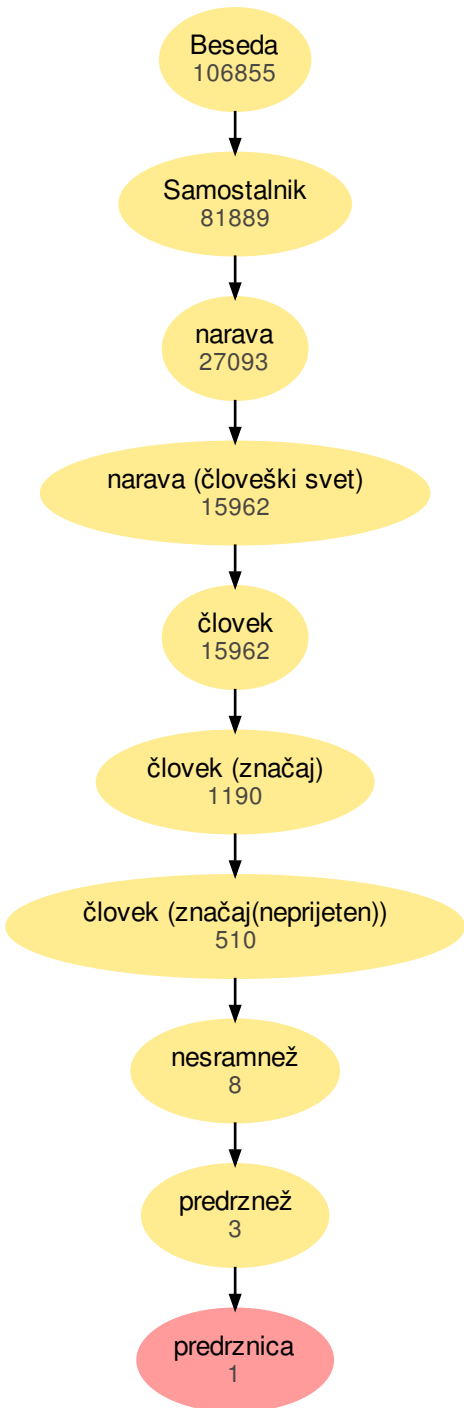 Beseda
106855
Samostalnik
81889
narava
27093
narava (človeški svet)
15962
človek
15962
človek (značaj)
1190
človek (značaj(neprijeten))
510
nesramnež
8
predrznež
3
predrznica
1